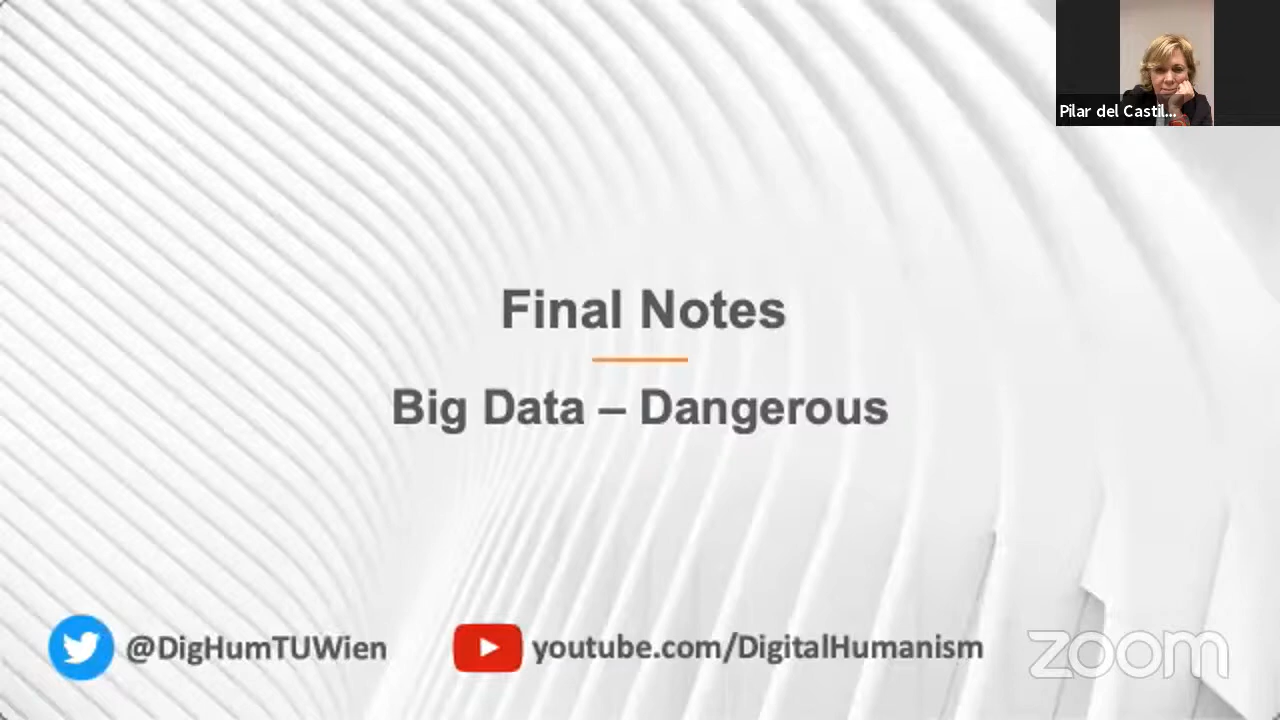 Pilar del Castil...
Final Notes
Big Data – Dangerous
@DigHumTUWien
youtube.com/DigitalHumanism
zoom